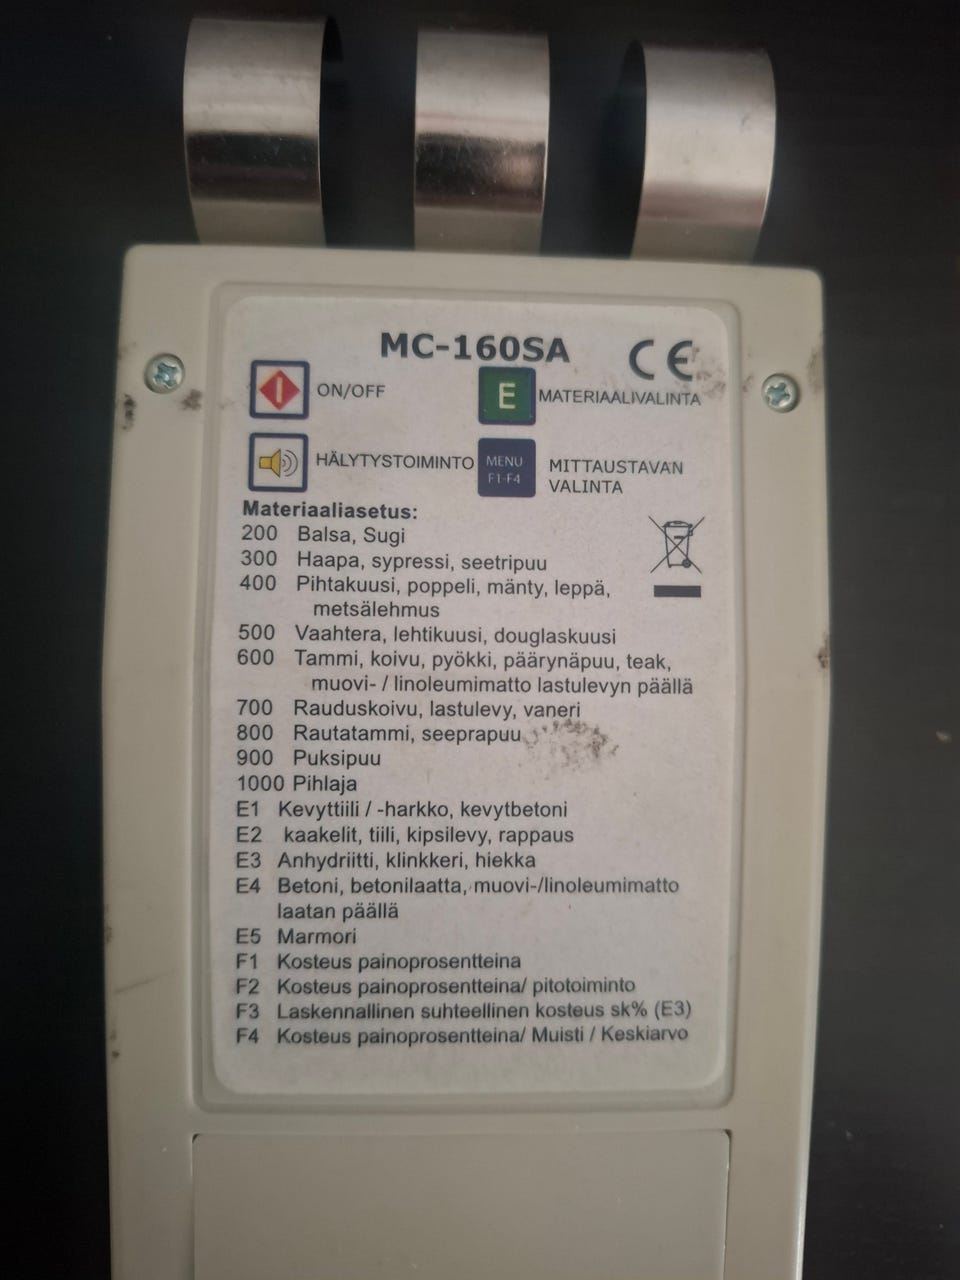 MC-160SA CE
ON/OFF
E MATERIAALIVALINTA
HÄLYTYSTOIMINTO
MENU
F1-F4
MITTAUSTAVAN
VALINTA
Materiaaliasetus:
200 Balsa, Sugi
300 Haapa, sypressi, seetripuu
400 Pihtakuusi, poppeli, mänty, leppä,
metsälehmus
500 Vaahtera, lehtikuusi, douglaskuusi
600 Tammi, koivu, pyökki, päärynäpuu, teak,
muovi- / linoleumimatto lastulevyn päällä
700 Rauduskoivu, lastulevy, vaneri
800 Rautatammi, seeprapuu
900 Puksipuu
1000 Pihlaja
E1 Kevyttiili / -harkko, kevytbetoni
E2 kaakelit, tiili, kipsilevy, rappaus
E3 Anhydriitti, klinkkeri, hiekka
E4 Betoni, betonilaatta, muovi-/linoleumimatto
laatan päällä
E5 Marmori
F1 Kosteus painoprosentteina
F2 Kosteus painoprosentteina/ pitotoiminto
F3 Laskennallinen suhteellinen kosteus sk% (E3)
F4 Kosteus painoprosentteina/ Muisti / Keskiarvo